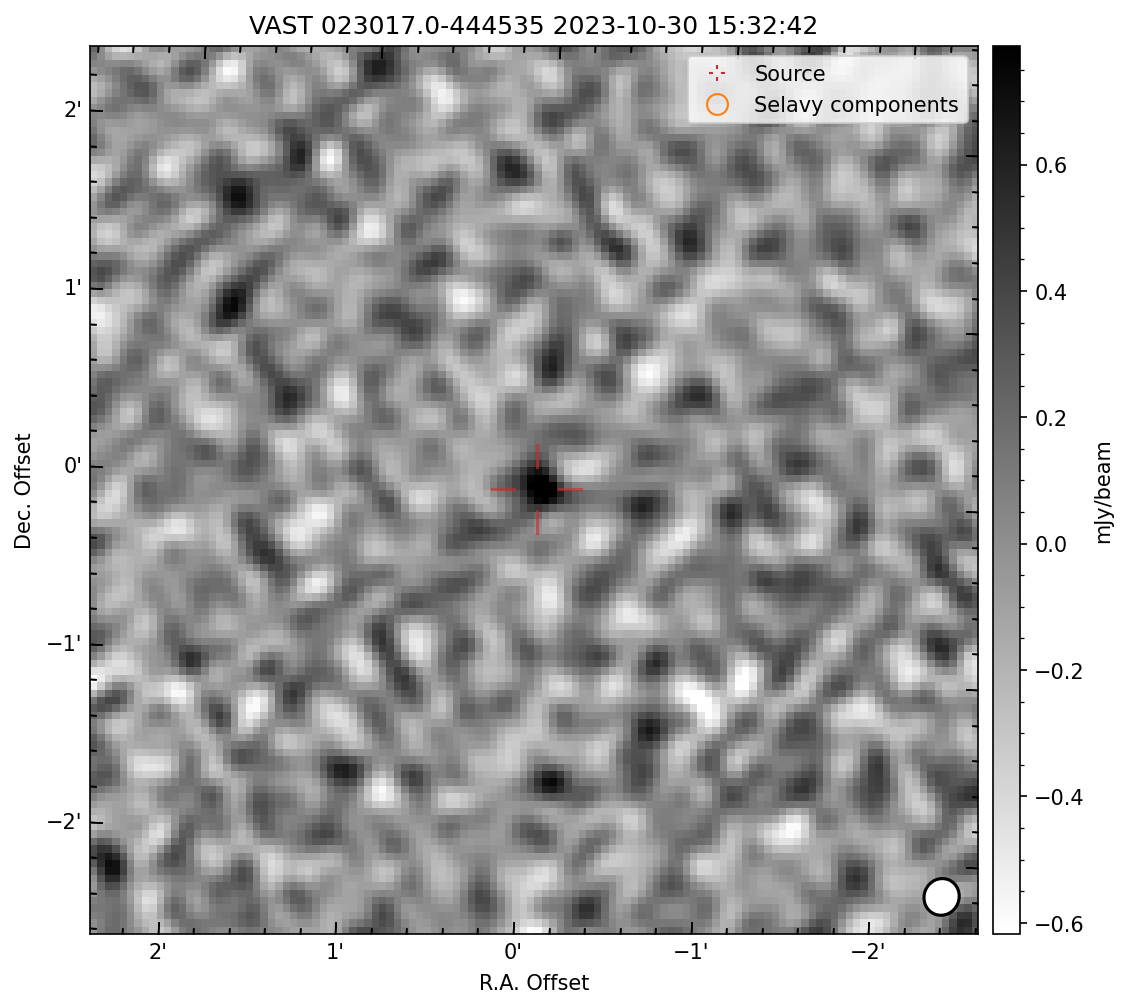 VAST 023017.0-444535 2023-10-30 15:32:42
Source
Selavy components
2'
1'
0'
−1'
−2'
Dec. Offset
2'
1'
0'
−1'
−2'
R.A. Offset
0.6
0.4
0.2
0.0
−0.2
−0.4
−0.6
mJy/beam